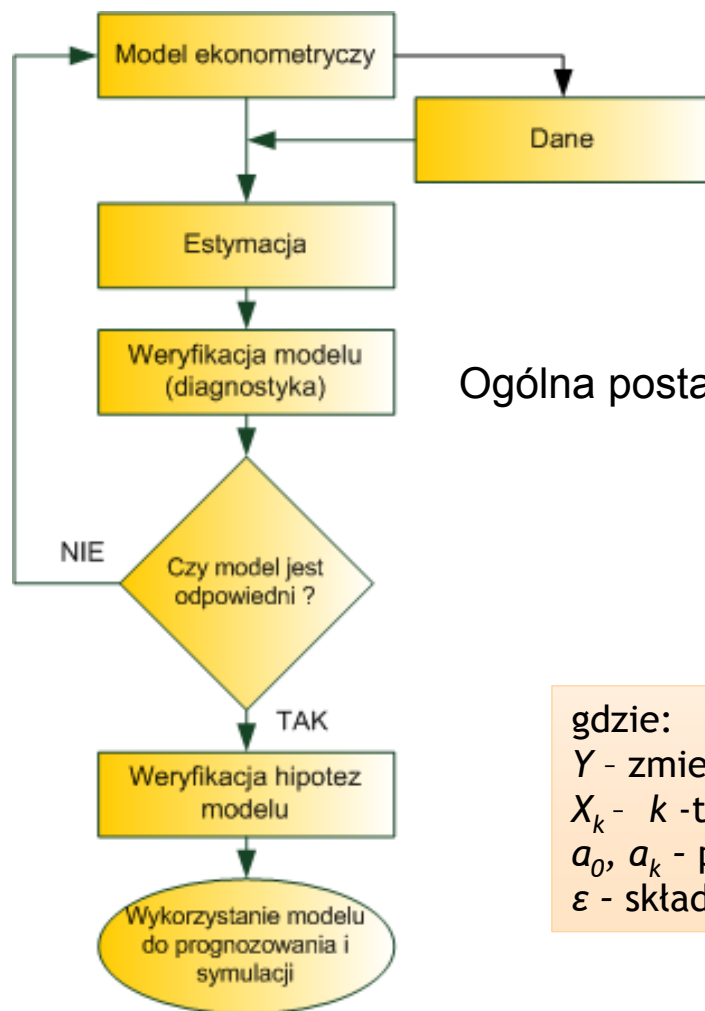 Model ekonometryczy
Dane
Estymacja
Weryfikacja modelu
(diagnostyka)
Ogólna posta
NIE
Czy model jest
odpowiedni ?
TAK
Weryfikacja hipotez
modelu
Wykorzystanie modelu
do prognozowania i
symulacji
gdzie:
Y - zmie
Xₖ - k -t
a₀, aₖ - p
ε - skład